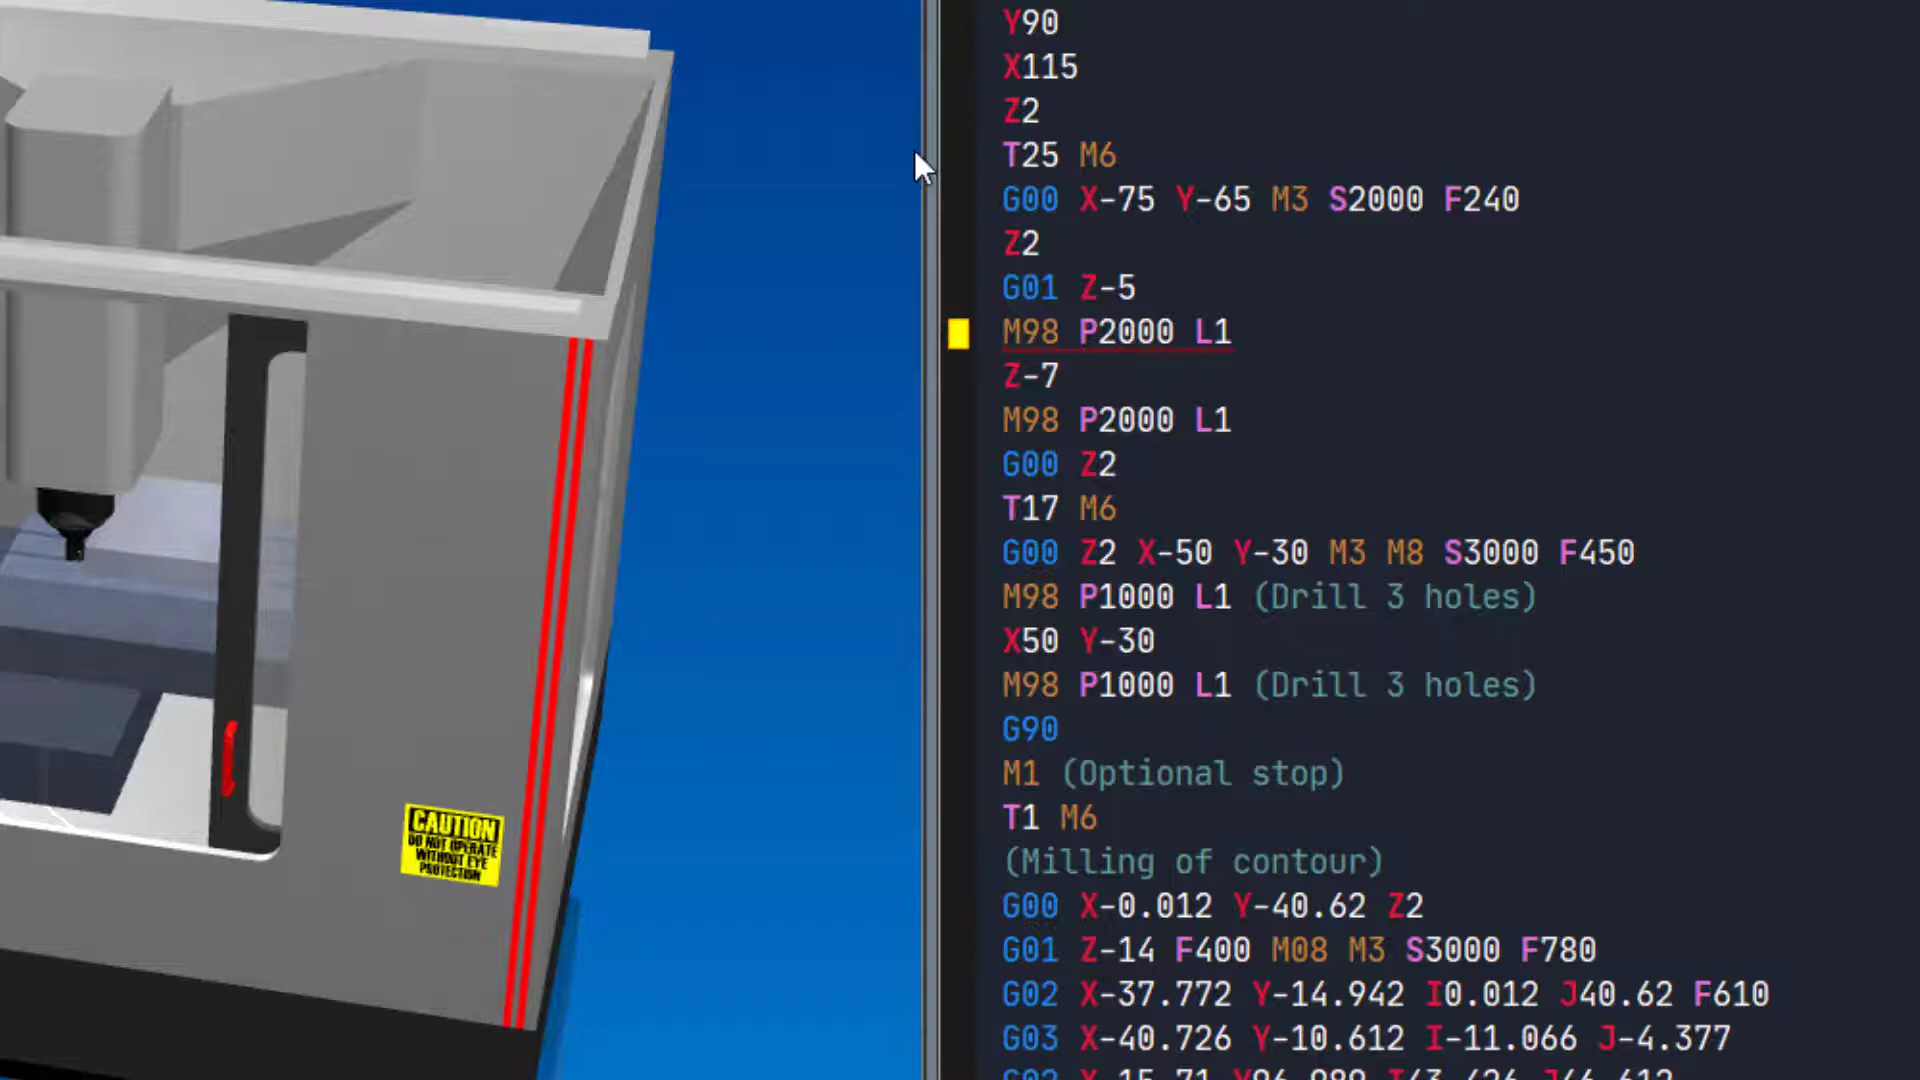 Y90
X115
Z2
T25 M6
G00 X-75 Y-65 M3 S2000 F240
Z2
G01 Z-5
M98 P2000 L1
Z-7
M98 P2000 L1
G00 Z2
T17 M6
G00 Z2 X-50 Y-30 M3 M8 S3000 F450
M98 P1000 L1 (Drill 3 holes)
X50 Y-30
M98 P1000 L1 (Drill 3 holes)
G90
M1 (Optional stop)
T1 M6
(Milling of contour)
G00 X-0.012 Y-40.62 Z2
G01 Z-14 F400 M08 M3 S3000 F780
G02 X-37.772 Y-14.942 I0.012 J40.62 F610
G03 X-40.726 Y-10.612 I-11.066 J-4.377
CAUTION
DO NOT OPERATE
WITHOUT EYE
PROTECTION